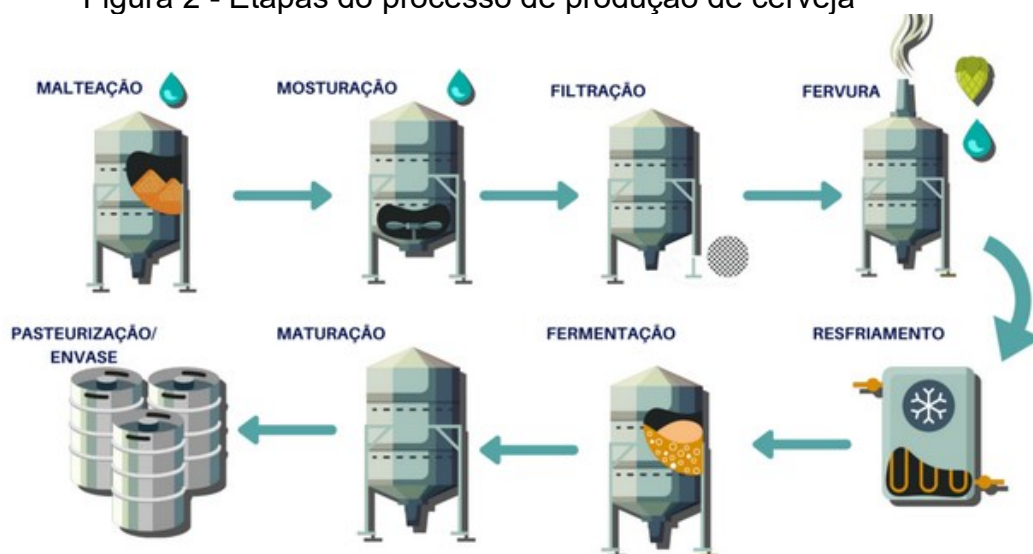 Figura 2 - Etapas do processo de produção de cerveja
MALTEAÇÃO
MOSTURAÇÃO
FILTRAÇÃO
FERVURA
PASTEURIZAÇÃO/
ENVASE
MATURAÇÃO
FERMENTAÇÃO
RESFRIAMENTO